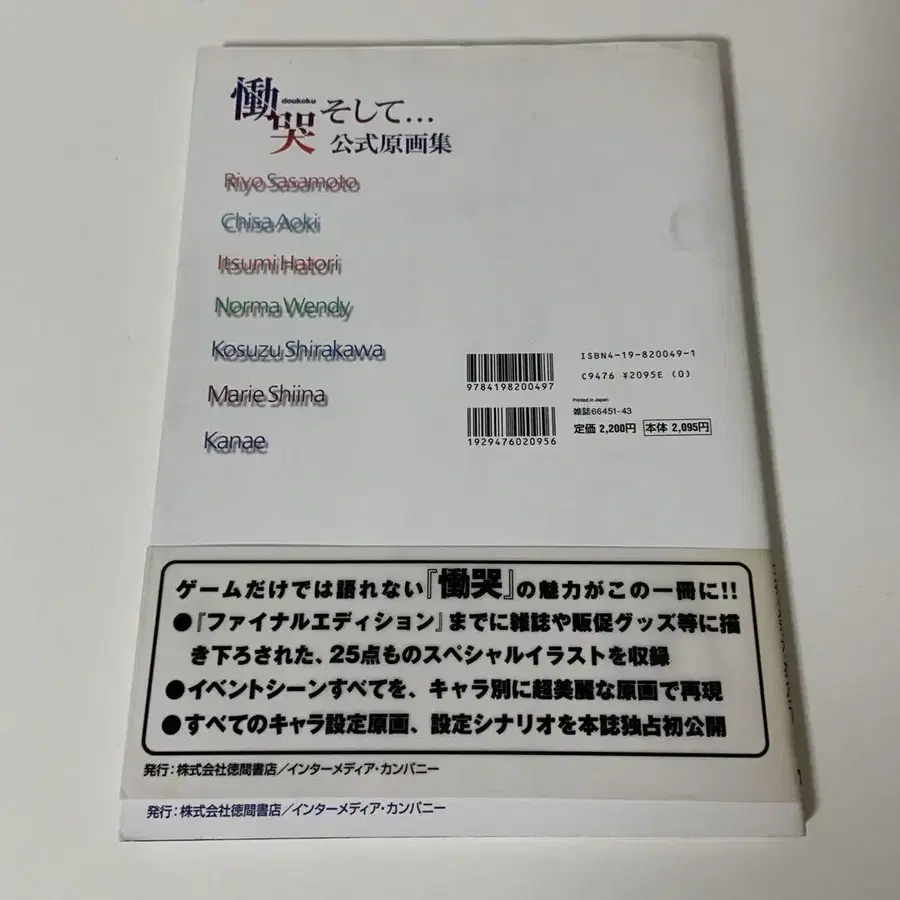 慟哭
doukoku
そして…
公式原画集
Riyo Sasamoto
Chisa Aoki
Itsumi Hatori
Norma Wendy
Kosuzu Shirakawa
Marie Shiina
Kanae
ISBN4-19-820049-1
9784198200497
C9476 ¥2095E (0)
Printed in Japan
雑誌66451-43
定価 2,200円 本体 2,095円
1929476020956
ゲームだけでは語れない『慟哭』の魅力がこの一冊に!!
●『ファイナルエディション』までに雑誌や販促グッズ等に描
き下ろされた、25点ものスペシャルイラストを収録
●イベントシーンすべてを、キャラ別に超美麗な原画で再現
●すべてのキャラ設定原画、設定シナリオを本誌独占初公開
発行：株式会社徳間書店／インターメディア・カンパニー
発行：株式会社徳間書店／インターメディア・カンパニー